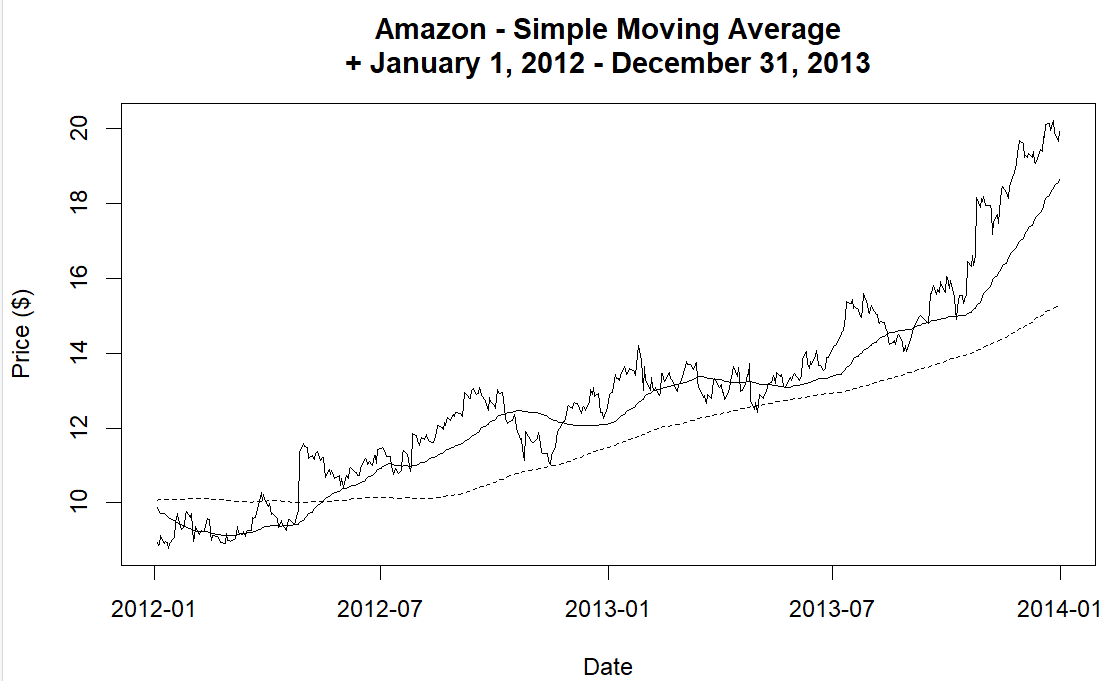 Amazon - Simple Moving Average
+ January 1, 2012 - December 31, 2013
20
18
16
14
12
10
Price ($)
2012-01 2012-07 2013-01 2013-07 2014-01
Date